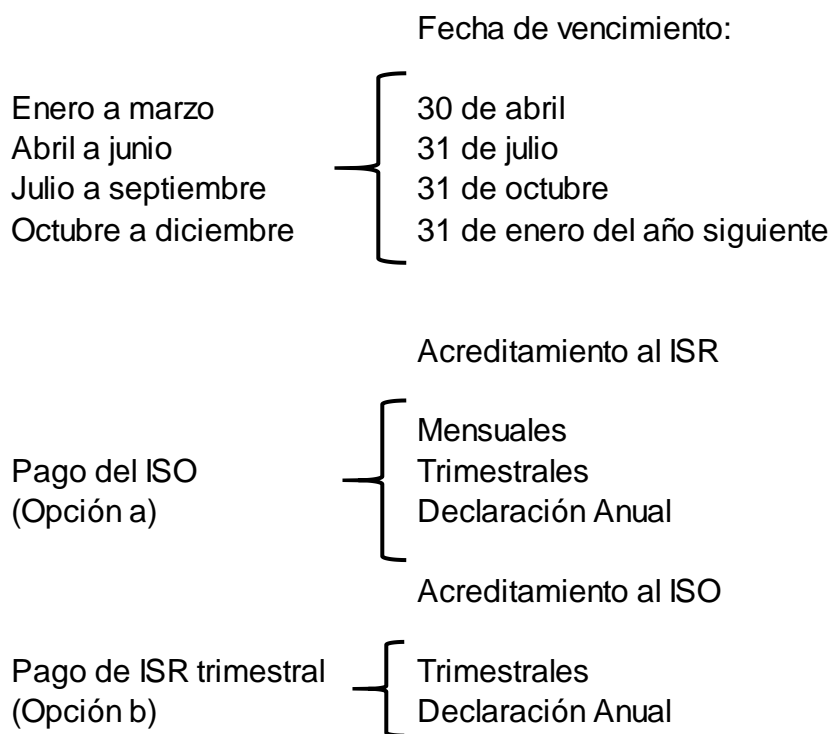 Fecha de vencimiento:
Enero a marzo 30 de abril
Abril a junio 31 de julio
Julio a septiembre 31 de octubre
Octubre a diciembre 31 de enero del año siguiente
Acreditamiento al ISR
Mensuales
Pago del ISO Trimestrales
(Opción a) Declaración Anual
Acreditamiento al ISO
Pago de ISR trimestral Trimestrales
(Opción b) Declaración Anual